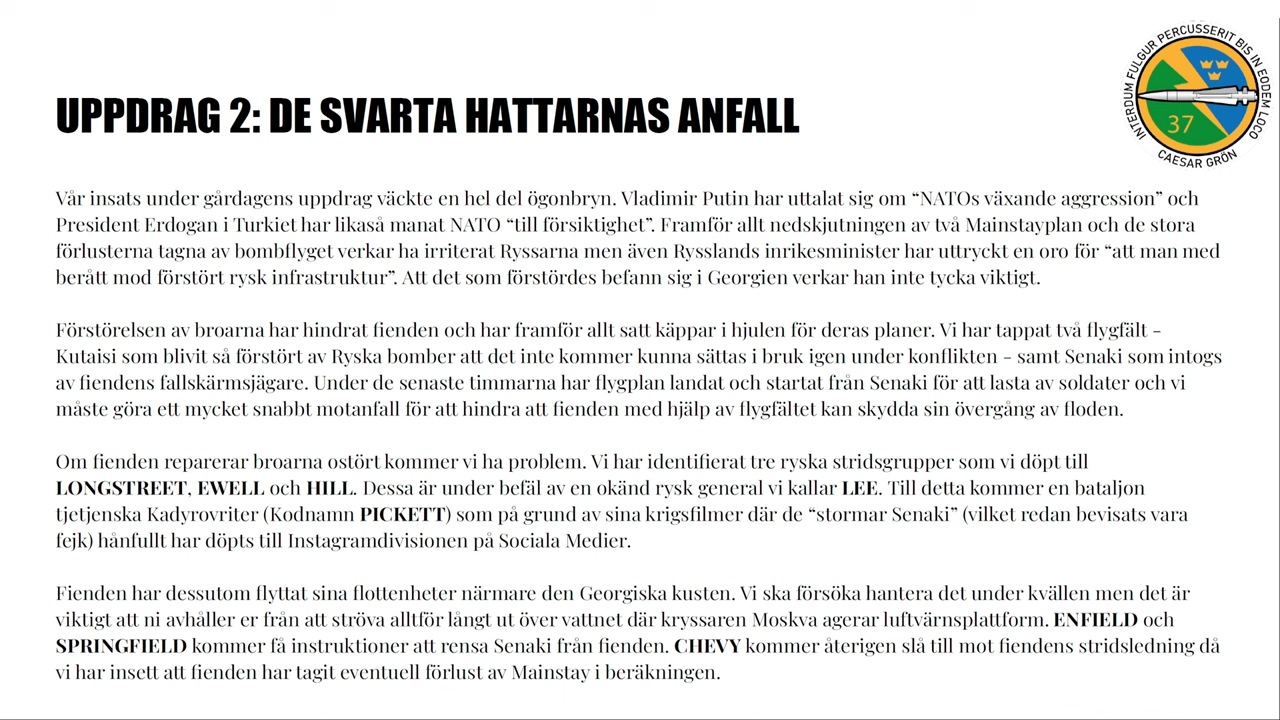 INTERDUM FULGUR PERCUSSERIT BIS IN EODEM LOCO
37
CAESAR GRÖN
UPPDRAG 2: DE SVARTA HATTARNAS ANFALL
Vår insats under gårdagens uppdrag väckte en hel del ögonbryn. Vladimir Putin har uttalat sig om “NATOs växande aggression” och
President Erdogan i Turkiet har likaså manat NATO “till försiktighet”. Framför allt nedskjutningen av två Mainstayplan och de stora
förlusterna tagna av bombflyget verkar ha irriterat Ryssarna men även Rysslands inrikesminister har uttryckt en oro för “att man med
berått mod förstört rysk infrastruktur”. Att det som förstördes befann sig i Georgien verkar han inte tycka viktigt.
Förstörelsen av broarna har hindrat fienden och har framför allt satt käppar i hjulen för deras planer. Vi har tappat två flygfält –
Kutaisi som blivit så förstört av Ryska bomber att det inte kommer kunna sättas i bruk igen under konflikten – samt Senaki som intogs
av fiendens fallskärmsjägare. Under de senaste timmarna har flygplan landat och startat från Senaki för att lasta av soldater och vi
måste göra ett mycket snabbt motanfall för att hindra att fienden med hjälp av flygfältet kan skydda sin övergång av floden.
Om fienden reparerar broarna ostört kommer vi ha problem. Vi har identifierat tre ryska stridsgrupper som vi döpt till
LONGSTREET, EWELL och HILL. Dessa är under befäl av en okänd rysk general vi kallar LEE. Till detta kommer en bataljon
tjetjenska Kadyrovriter (Kodnamn PICKETT) som på grund av sina krigsfilmer där de “stormar Senaki” (vilket redan bevisats vara
fejk) hånfullt har döpts till Instagramdivisionen på Sociala Medier.
Fienden har dessutom flyttat sina flottenheter närmare den Georgiska kusten. Vi ska försöka hantera det under kvällen men det är
viktigt att ni avhåller er från att ströva alltför långt ut över vattnet där kryssaren Moskva agerar luftvärnsplattform. ENFIELD och
SPRINGFIELD kommer få instruktioner att rensa Senaki från fienden. CHEVY kommer återigen slå till mot fiendens stridsledning då
vi har insett att fienden har tagit eventuell förlust av Mainstay i beräkningen.